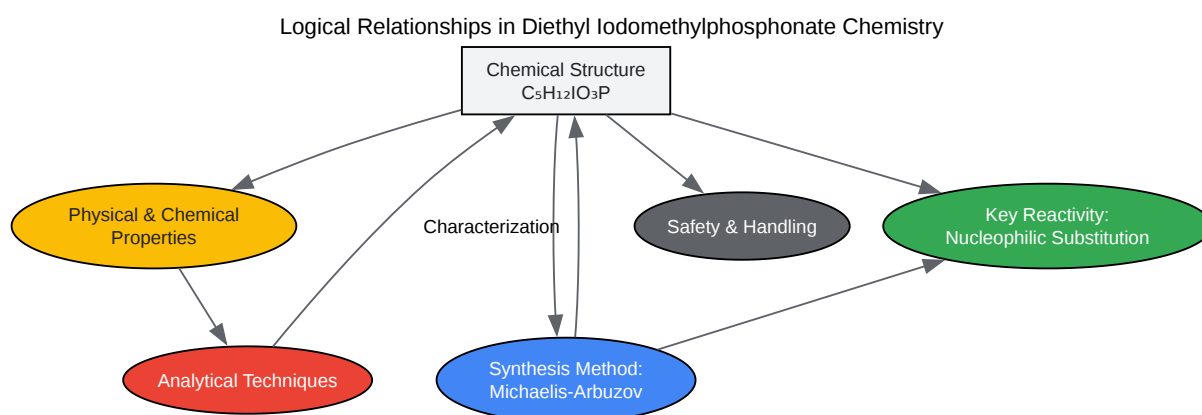 Logical Relationships in Diethyl Iodomethylphosphonate Chemistry
Chemical Structure
C₅H₁₂IO₃P
Physical & Chemical
Properties
Characterization
Safety & Handling
Key Reactivity:
Nucleophilic Substitution
Analytical Techniques
Synthesis Method:
Michaelis-Arbuzov